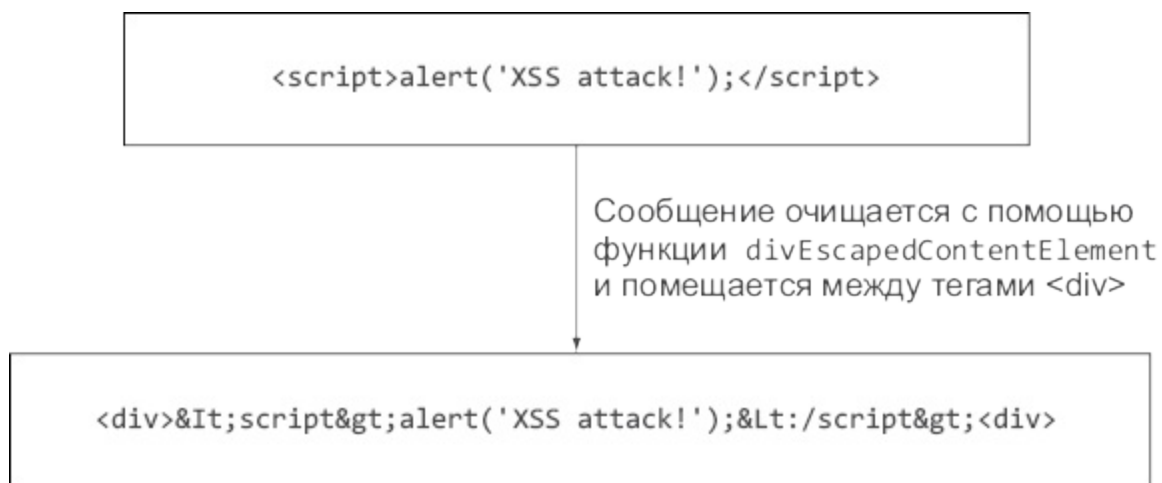 <script>alert('XSS attack!');</script>
Сообщение очищается с помощью
функции divEscapedContentElement
и помещается между тегами <div>
<div>&It;script&gt;alert('XSS attack!');&Lt:/script&gt;<div>